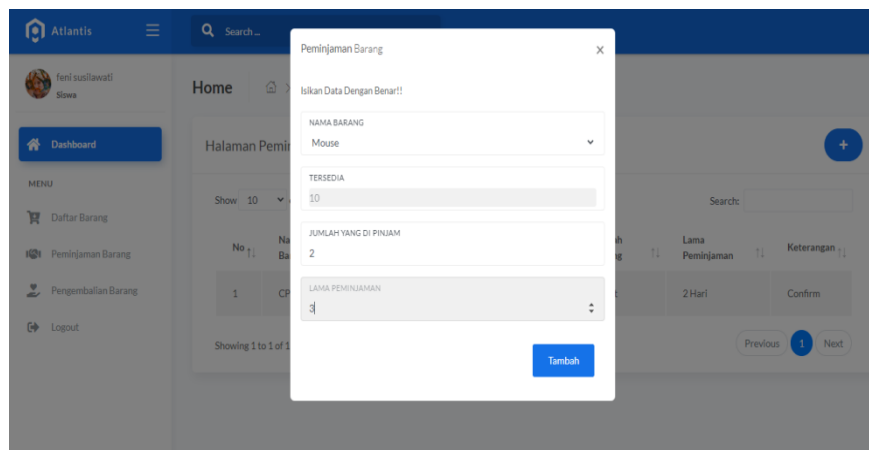 Atlantis
Search ...
feni susilawati
Siswa
Home
Dashboard
MENU
Daftar Barang
Peminjaman Barang
Pengembalian Barang
Logout
Peminjaman Barang
Isikan Data Dengan Benar!!
NAMA BARANG
Mouse
TERSEDIA
10
JUMLAH YANG DI PINJAM
2
LAMA PEMINJAMAN
3
Tambah
Halaman
Show 10
Search:
No
Lama
Peminjaman
Keterangan
1
CP
2 Hari
Confirm
Showing 1 to 1 of 1
Previous 1 Next